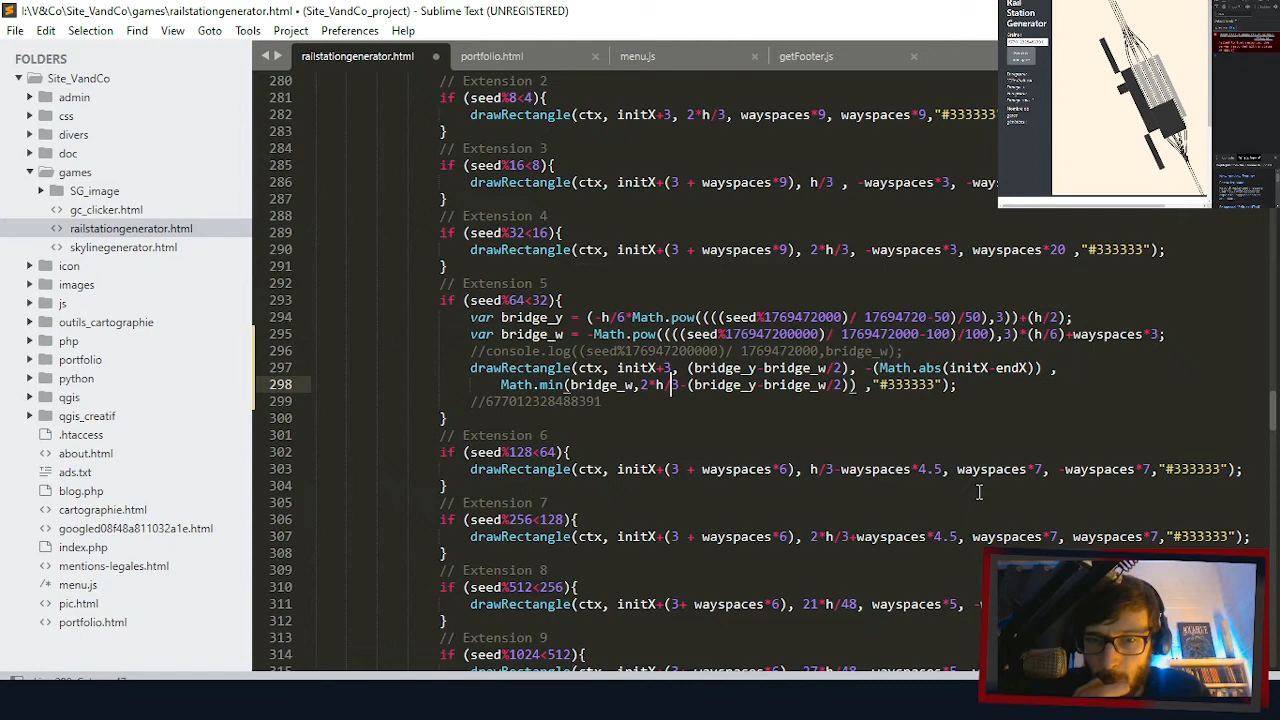 I:\V&Co\Site_VandCo\games\railstationgenerator.html • (Site_VandCo_project) - Sublime Text (UNREGISTERED)
File Edit Selection Find View Goto Tools Project Preferences Help
FOLDERS
Site_VandCo
admin
css
divers
doc
games
SG_image
gc_clicker.html
railstationgenerator.html
skylinegenerator.html
icon
images
js
outils_cartographie
php
portfolio
python
qgis
qgis_creatif
.htaccess
about.html
ads.txt
blog.php
cartographie.html
googled08f48a811032a1e.html
index.php
mentions-legales.html
menu.js
pic.html
portfolio.html
railstationgenerator.html portfolio.html menu.js getFooter.js
280 // Extension 2
281 if (seed%8<4){
282 drawRectangle(ctx, initX+3, 2*h/3, wayspaces*9, wayspaces*9,"#333333"
283 }
284 // Extension 3
285 if (seed%16<8){
286 drawRectangle(ctx, initX+(3 + wayspaces*9), h/3 , -wayspaces*3,
287 }
288 // Extension 4
289 if (seed%32<16){
290 drawRectangle(ctx, initX+(3 + wayspaces*9), 2*h/3, -wayspaces*3, wayspaces*20 ,"#333333");
291 }
292 // Extension 5
293 if (seed%64<32){
294 var bridge_y = (-h/6*Math.pow((((seed%1769472000)/ 17694720-50)/50),3))+(h/2);
295 var bridge_w = -Math.pow((((seed%176947200000)/ 1769472000-100)/100),3)*(h/6)+wayspaces*3;
296 //console.log((seed%176947200000)/ 1769472000,bridge_w);
297 drawRectangle(ctx, initX+3, (bridge_y-bridge_w/2), -(Math.abs(initX-endX)) ,
298 Math.min(bridge_w,2*h/3-(bridge_y-bridge_w/2)) ,"#333333");
299 //677012328488391
300 }
301 // Extension 6
302 if (seed%128<64){
303 drawRectangle(ctx, initX+(3 + wayspaces*6), h/3-wayspaces*4.5, wayspaces*7, -wayspaces*7,"#333333");
304 }
305 // Extension 7
306 if (seed%256<128){
307 drawRectangle(ctx, initX+(3 + wayspaces*6), 2*h/3+wayspaces*4.5, wayspaces*7, wayspaces*7,"#333333");
308 }
309 // Extension 8
310 if (seed%512<256){
311 drawRectangle(ctx, initX+(3+ wayspaces*6), 21*h/48, wayspaces*5,
312 }
313 // Extension 9
314 if (seed%1024<512){
315
Rail
Station
Generator